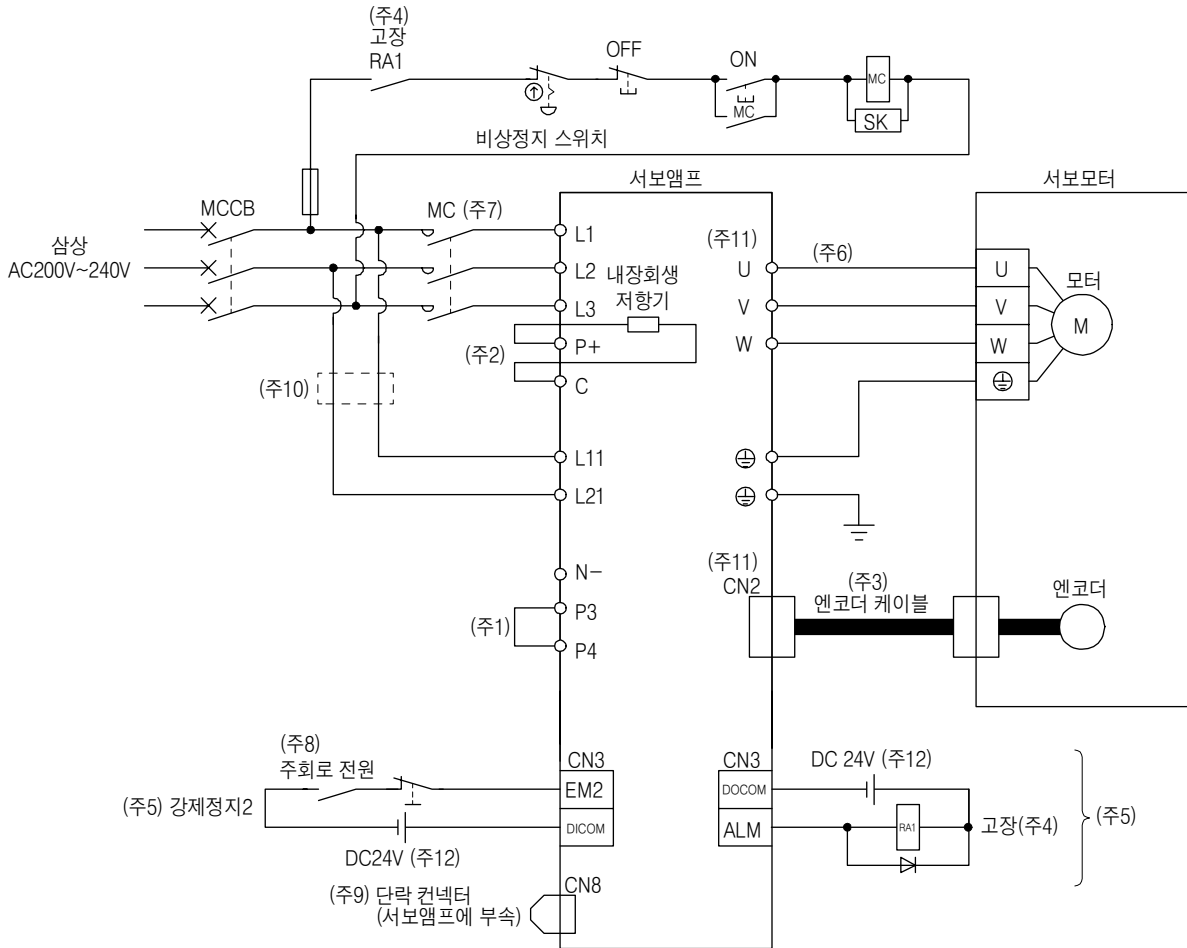 (주4)
고장
RA1
OFF
ON
MC
MC
SK
비상정지 스위치
서보앰프
서보모터
MCCB
MC (주7)
삼상
AC200V~240V
L1
L2
L3
(주11)
U
V
W
(주6)
U
V
W
모터
M
내장회생
저항기
(주2)
P+
C
(주10)
L11
L21
N−
(주1)
P3
P4
(주11)
CN2
(주3)
엔코더 케이블
엔코더
(주8)
주회로 전원
(주5) 강제정지2
CN3
EM2
DICOM
DC24V (주12)
CN3
DOCOM
ALM
DC 24V (주12)
RA1
고장(주4)
(주5)
(주9) 단락 컨넥터
(서보앰프에 부속)
CN8